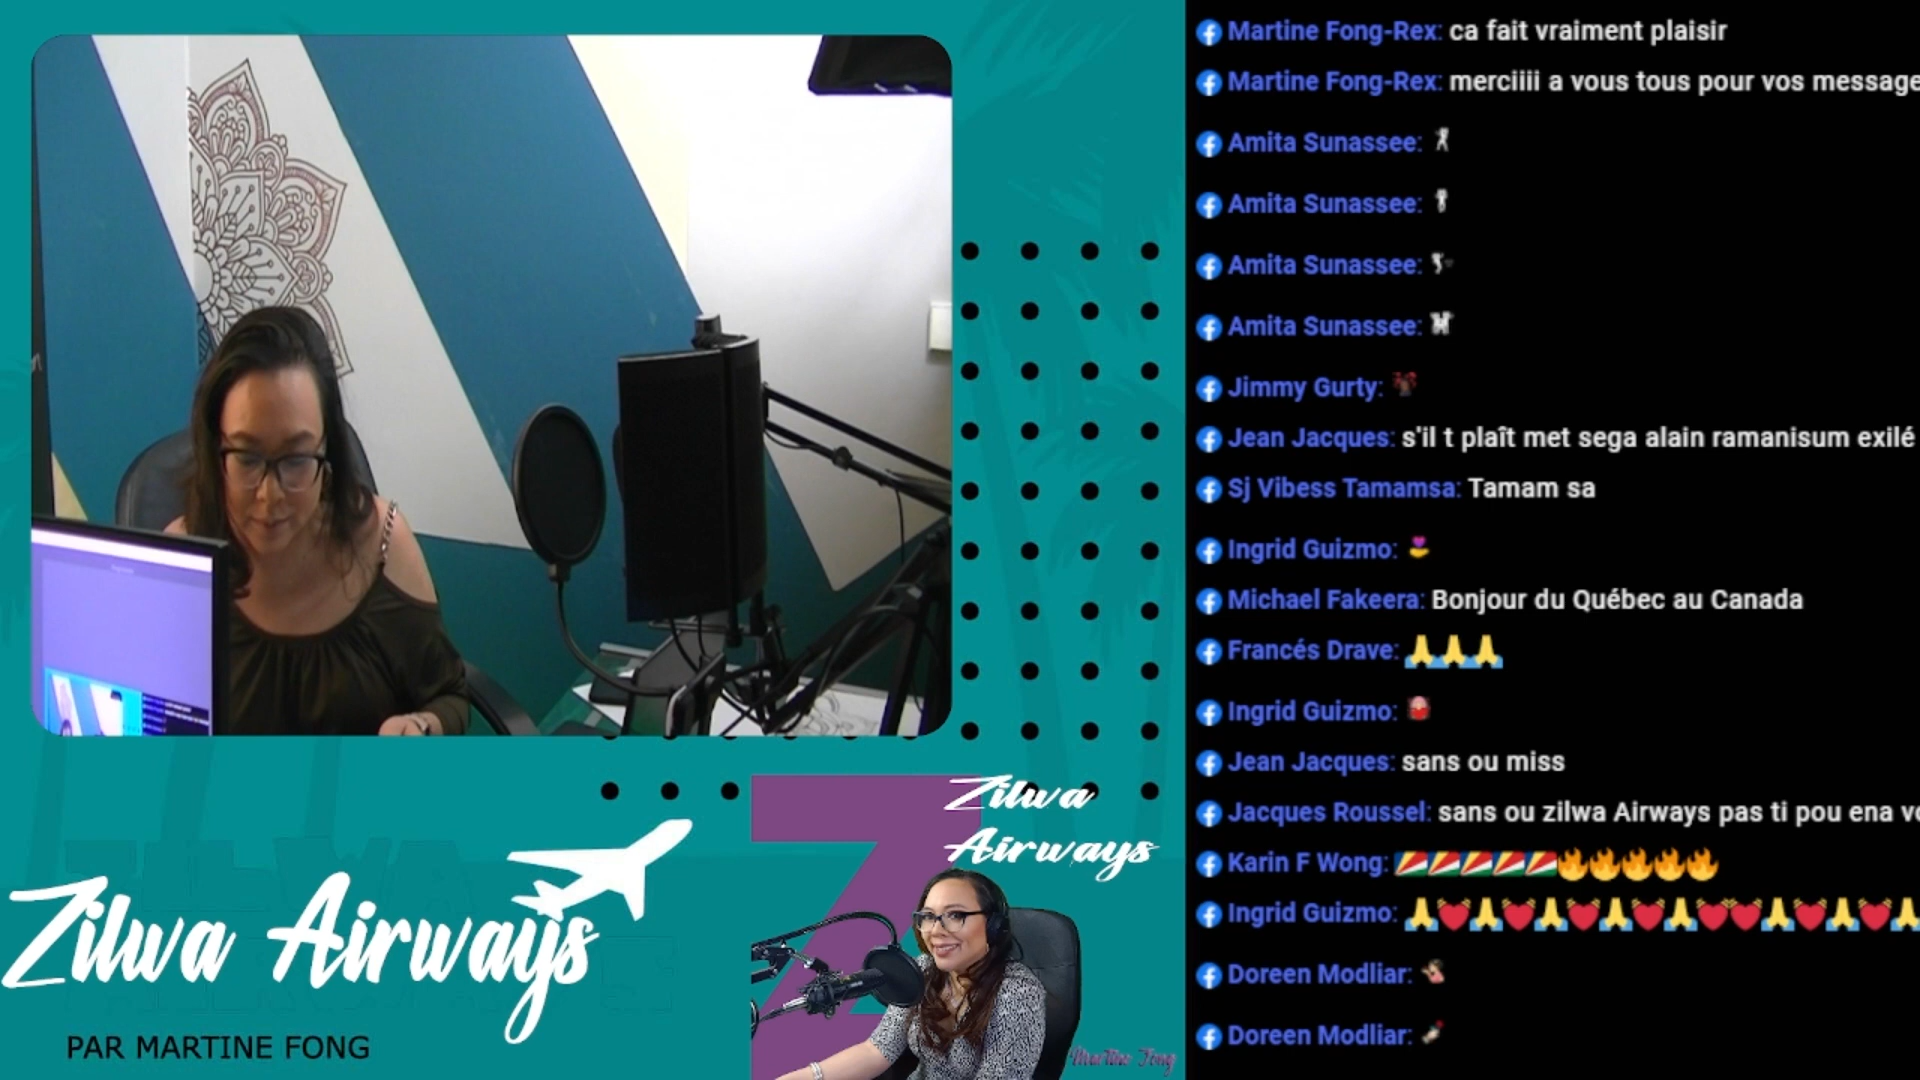 Martine Fong-Rex: ca fait vraiment plaisir
Martine Fong-Rex: merciiii a vous tous pour vos message
Amita Sunassee:
Amita Sunassee:
Amita Sunassee:
Amita Sunassee:
Jimmy Gurty:
Jean Jacques: s'il t plaît met sega alain ramanisum exilé
Sj Vibess Tamamsa: Tamam sa
Ingrid Guizmo:
Michael Fakeera: Bonjour du Québec au Canada
Francés Drave: 🙏🙏🙏
Ingrid Guizmo:
Jean Jacques: sans ou miss
Jacques Roussel: sans ou zilwa Airways pas ti pou ena
Karin F Wong: 🇸🇨🇸🇨🇸🇨🇸🇨🇸🇨🔥🔥🔥🔥🔥
Ingrid Guizmo: 🙏💓🙏💓🙏💓🙏💓🙏💓💓🙏💓🙏💓🙏
Doreen Modliar:
Doreen Modliar:
Zilwa
Airways
Zilwa Airways
PAR MARTINE FONG
Martine Fong